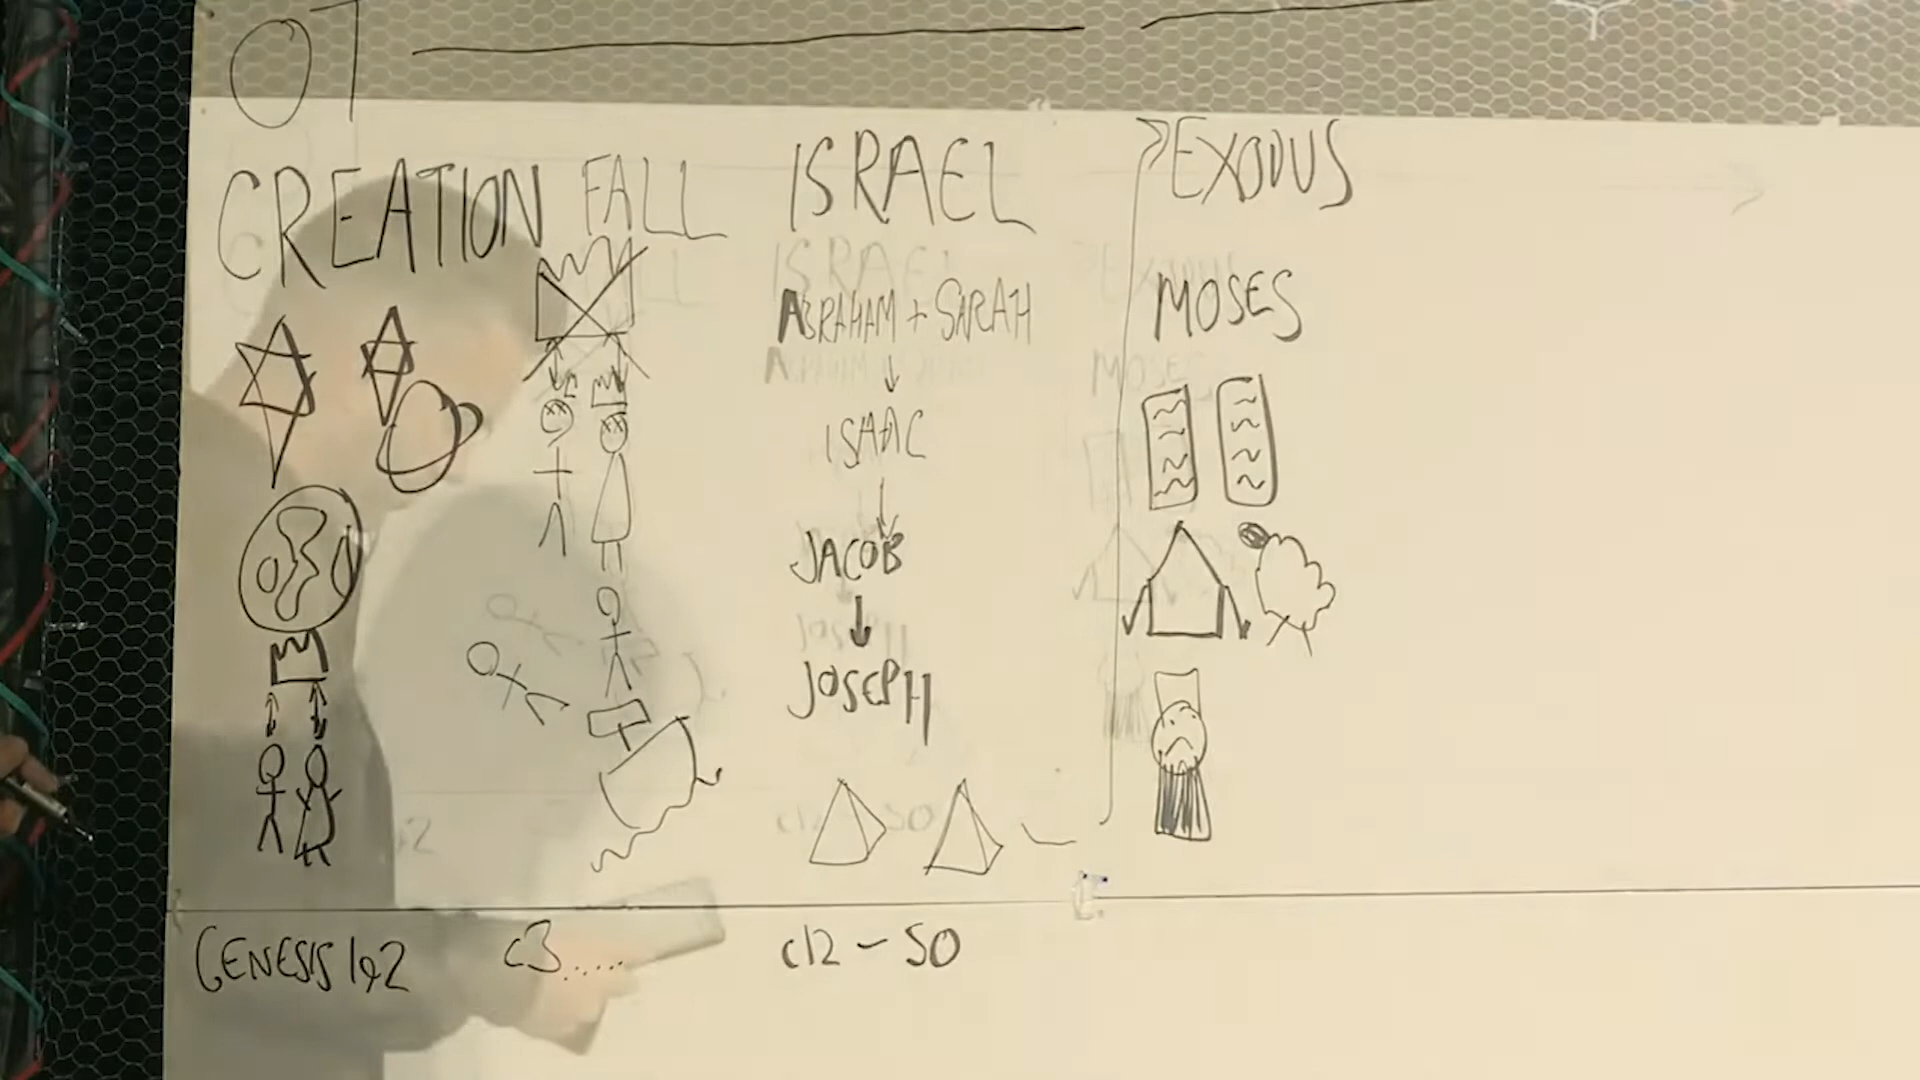 OT
CREATION
FALL
ISRAEL
EXODUS
ABRAHAM + SARAH
MOSES
ISAAC
JACOB
JOSEPH
GENESIS 1&2
c3......
c12 - 50